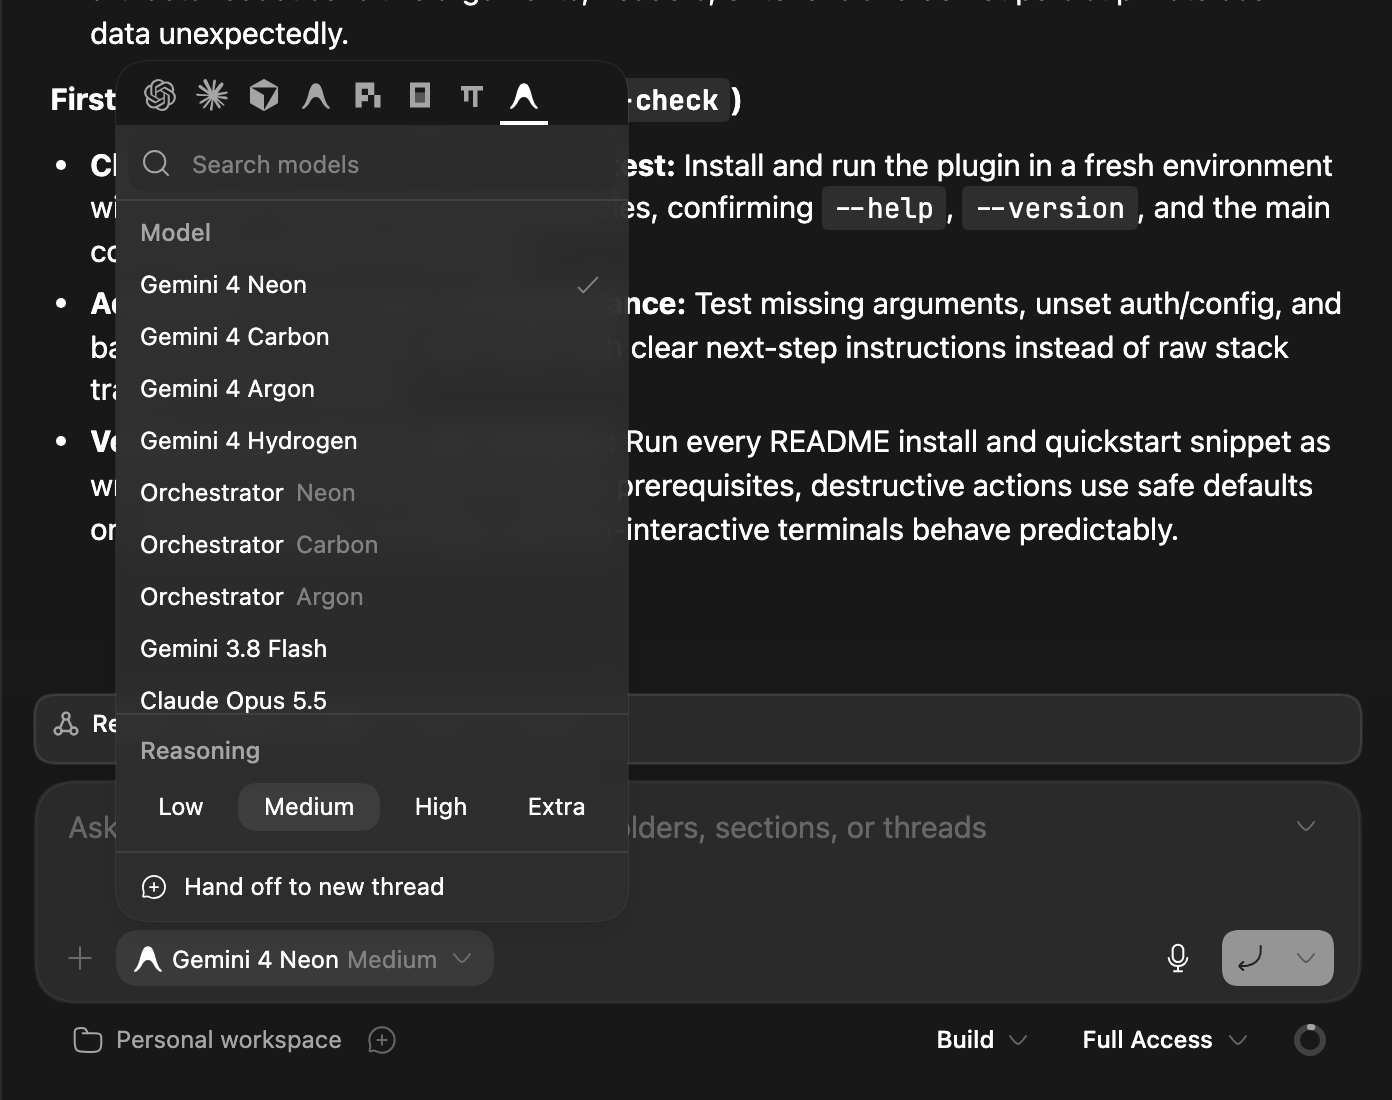 data unexpectedly.
First -check )
Search models
est: Install and run the plugin in a fresh environment
es, confirming --help , --version , and the main
Model
Gemini 4 Neon
nce: Test missing arguments, unset auth/config, and
Gemini 4 Carbon
clear next-step instructions instead of raw stack
Gemini 4 Argon
Gemini 4 Hydrogen
: Run every README install and quickstart snippet as
Orchestrator Neon
prerequisites, destructive actions use safe defaults
Orchestrator Carbon
-interactive terminals behave predictably.
Orchestrator Argon
Gemini 3.8 Flash
Claude Opus 5.5
Re
Reasoning
Low Medium High Extra
Ask olders, sections, or threads
Hand off to new thread
Gemini 4 Neon Medium
Personal workspace Build Full Access